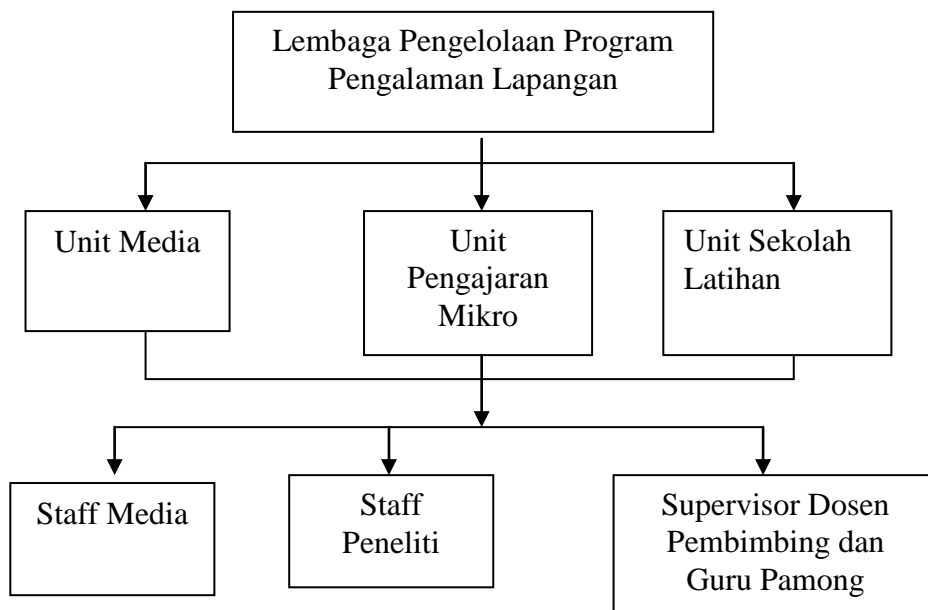 Lembaga Pengelolaan Program
Pengalaman Lapangan
Unit Media
Unit
Pengajaran
Mikro
Unit Sekolah
Latihan
Staff Media
Staff
Peneliti
Supervisor Dosen
Pembimbing dan
Guru Pamong